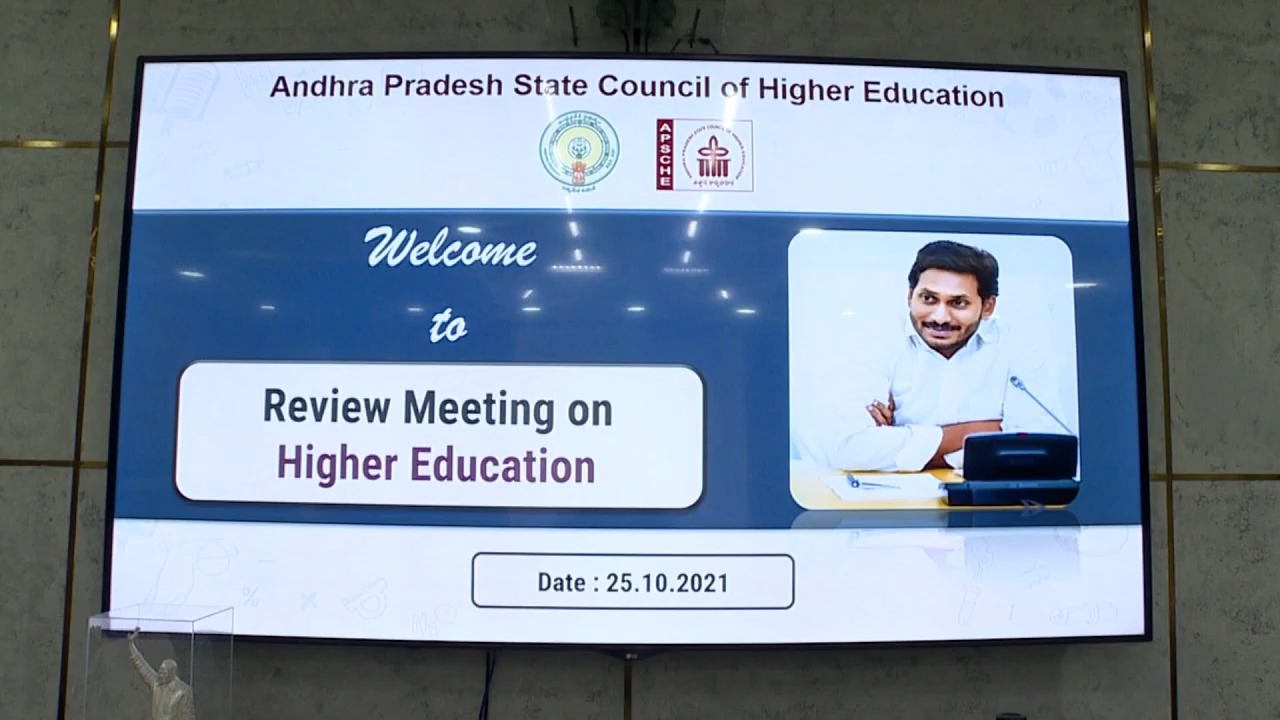 Andhra Pradesh State Council of Higher Education
APSCHE
Welcome
to
Review Meeting on
Higher Education
Date : 25.10.2021